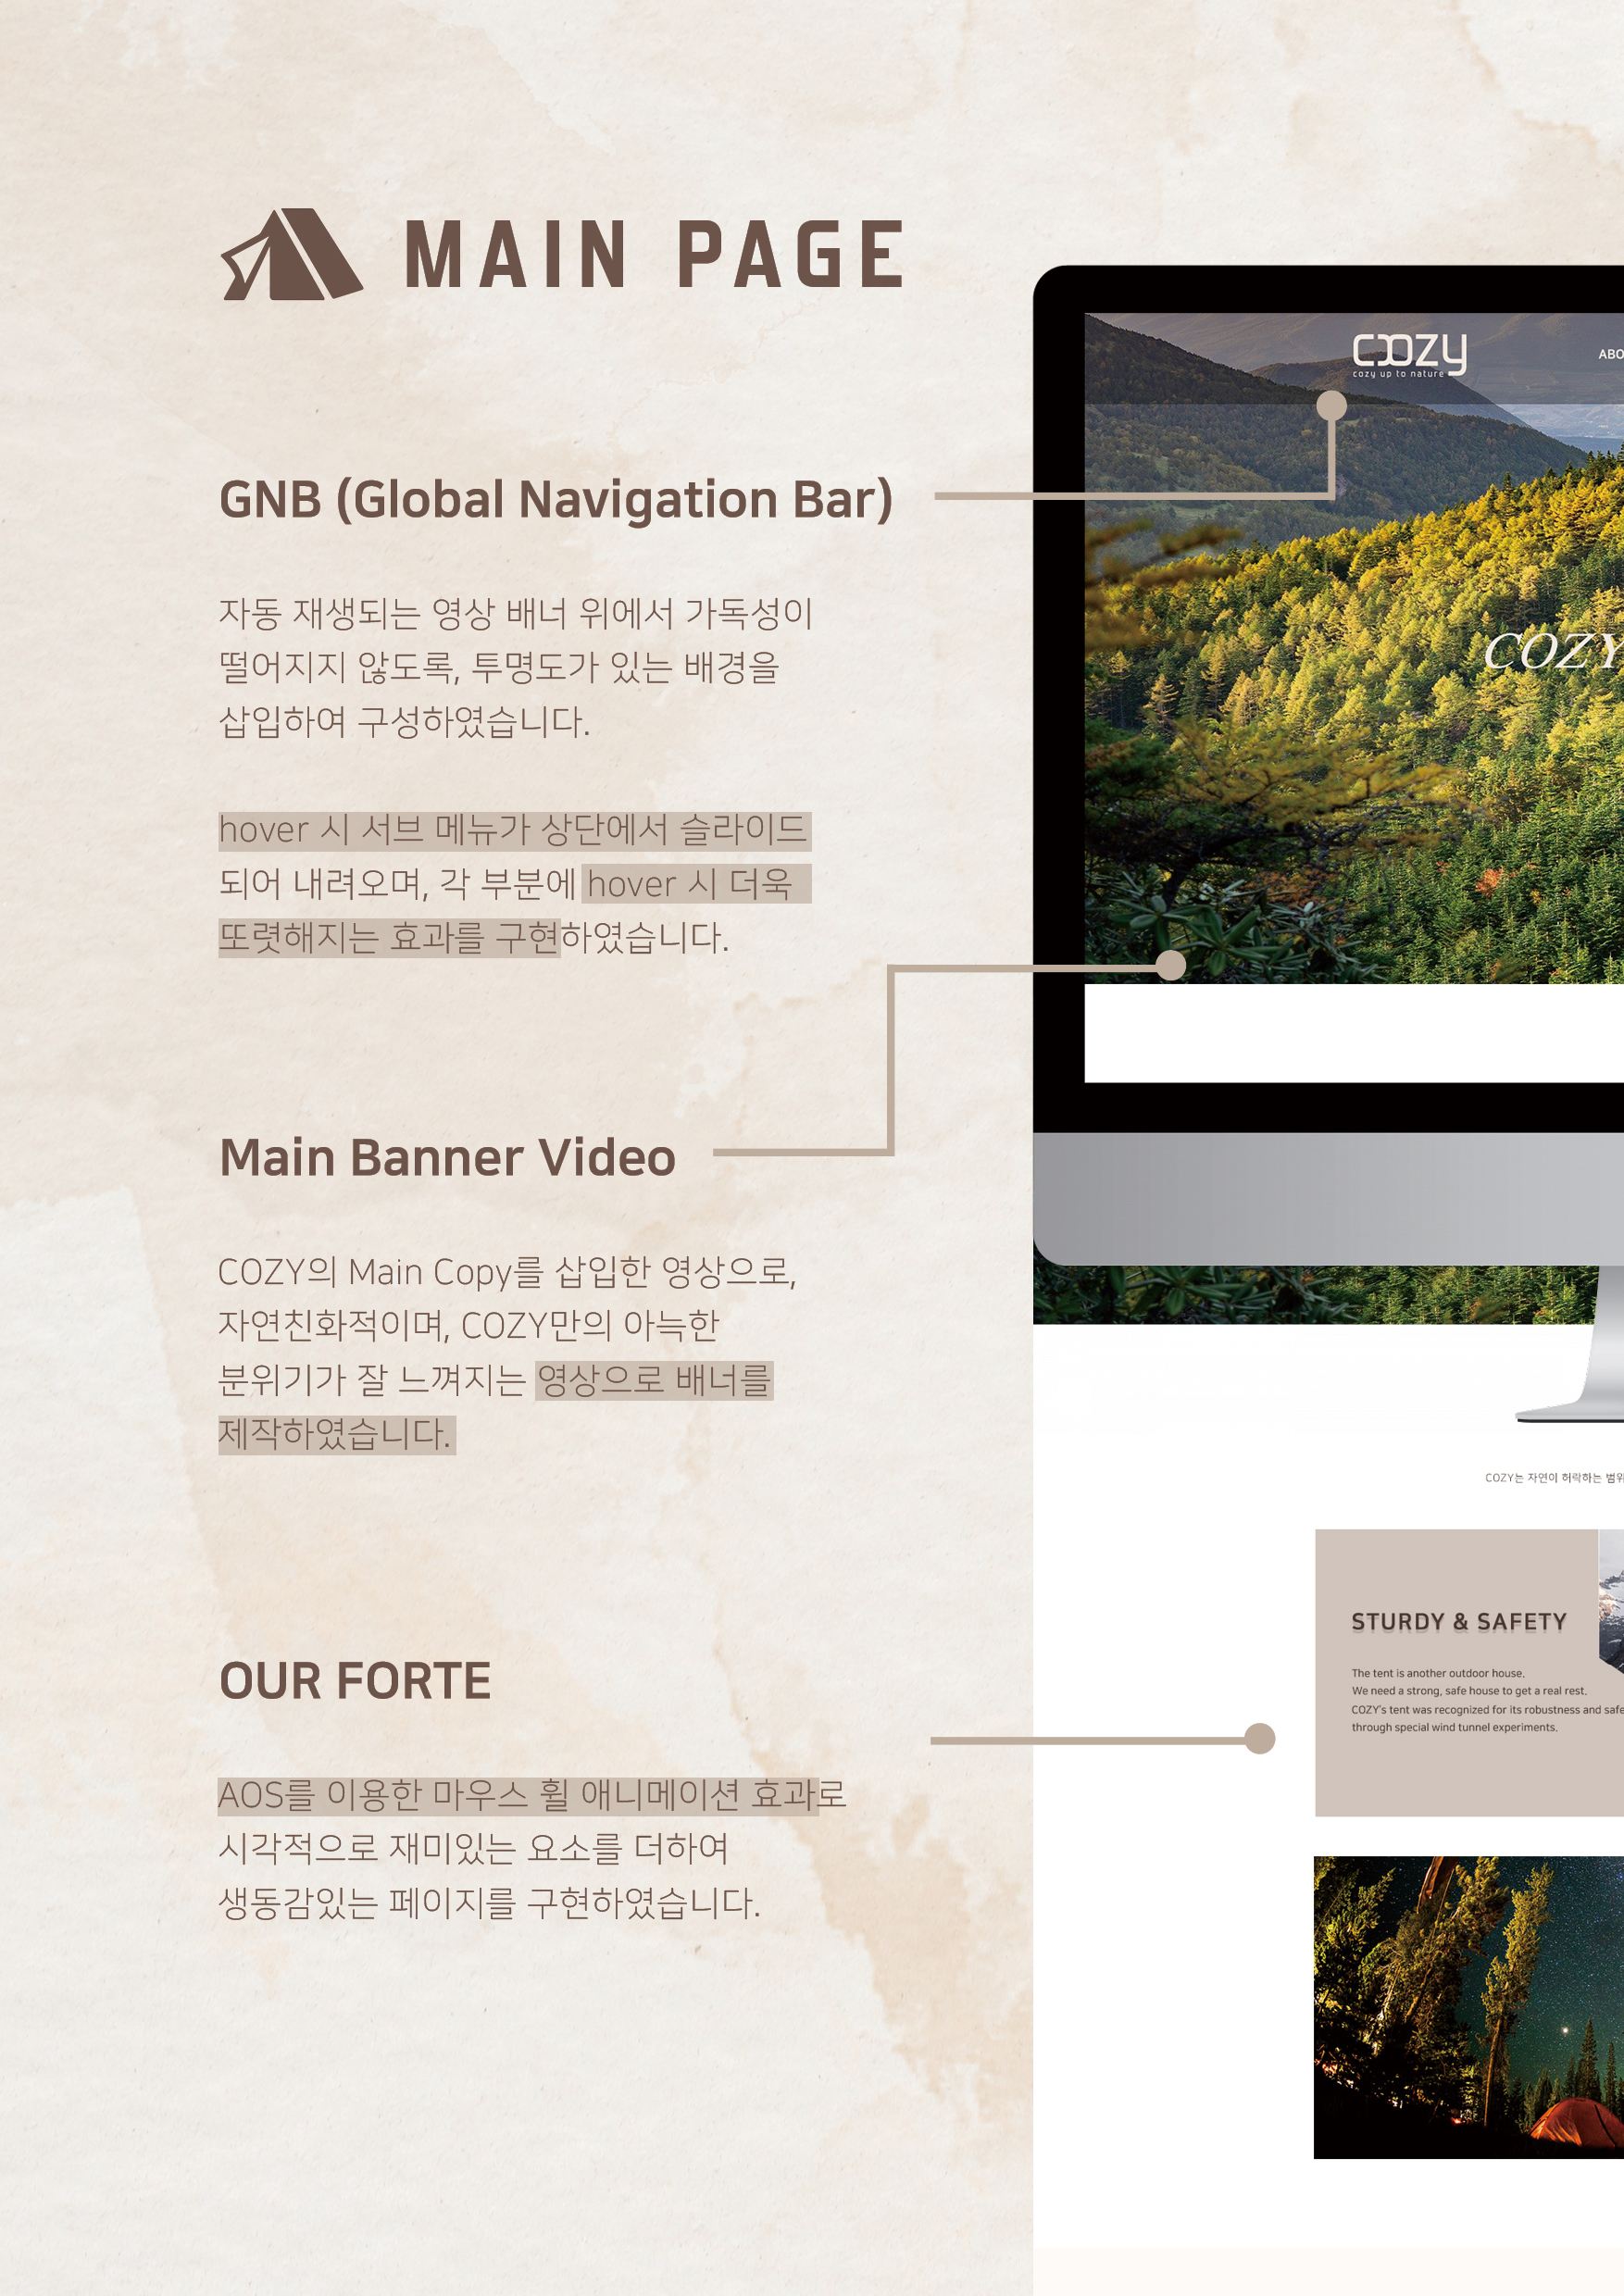 MAIN PAGE
GNB (Global Navigation Bar)
자동 재생되는 영상 배너 위에서 가독성이
떨어지지 않도록, 투명도가 있는 배경을
삽입하여 구성하였습니다.
hover 시 서브 메뉴가 상단에서 슬라이드
되어 내려오며, 각 부분에 hover 시 더욱
또렷해지는 효과를 구현하였습니다.
Main Banner Video
COZY의 Main Copy를 삽입한 영상으로,
자연친화적이며, COZY만의 아늑한
분위기가 잘 느껴지는 영상으로 배너를
제작하였습니다.
OUR FORTE
AOS를 이용한 마우스 휠 애니메이션 효과로
시각적으로 재미있는 요소를 더하여
생동감있는 페이지를 구현하였습니다.
cozy
cozy up to nature
ABO
COZY
COZY는 자연이 허락하는 범위
STURDY & SAFETY
The tent is another outdoor house.
We need a strong, safe house to get a real rest.
COZY's tent was recognized for its robustness and safe
through special wind tunnel experiments.